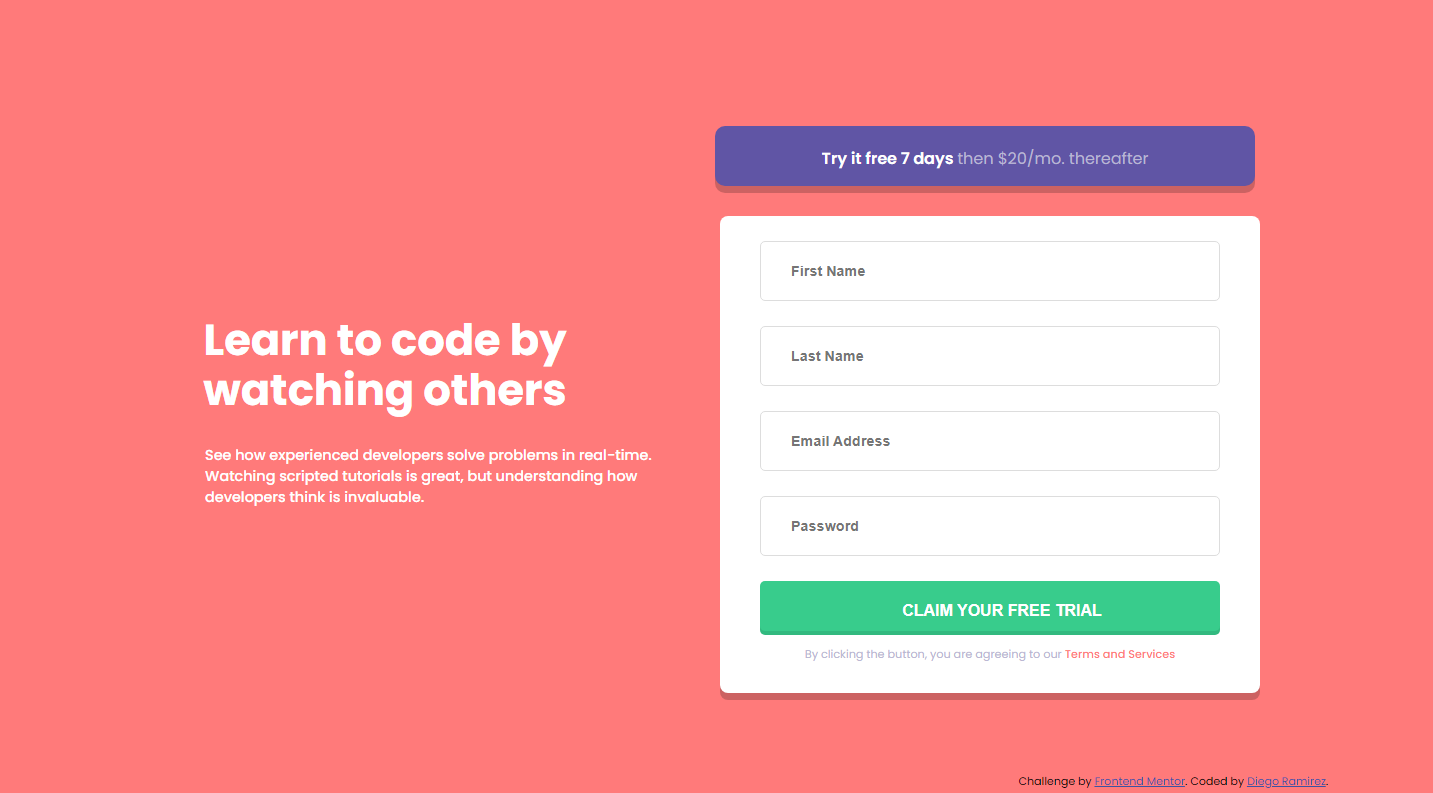 Learn to code by
watching others
See how experienced developers solve problems in real-time.
Watching scripted tutorials is great, but understanding how
developers think is invaluable.
Try it free 7 days then $20/mo. thereafter
First Name
Last Name
Email Address
Password
CLAIM YOUR FREE TRIAL
By clicking the button, you are agreeing to our Terms and Services
Challenge by Frontend Mentor. Coded by Diego Ramirez.